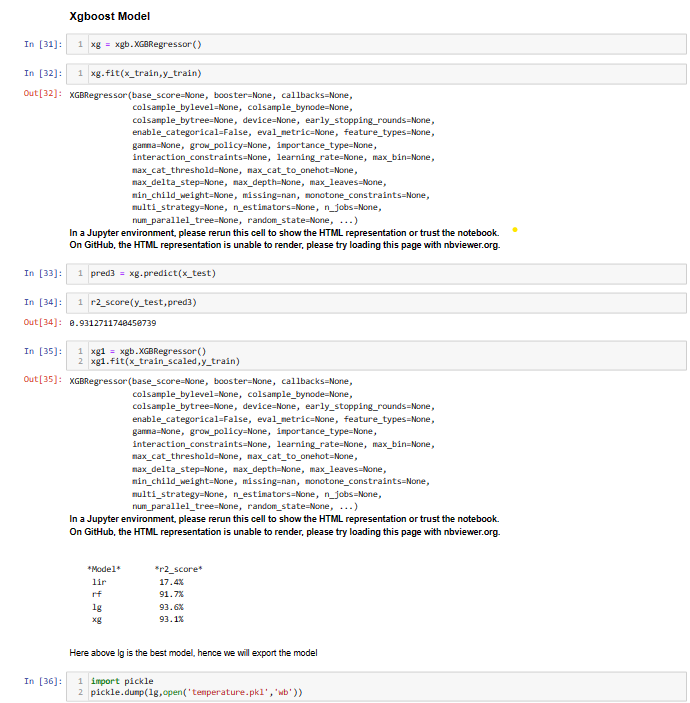 Xgboost Model
In [31]: 1 xg = xgb.XGBRegressor()
In [32]: 1 xg.fit(x_train,y_train)
Out[32]: XGBRegressor(base_score=None, booster=None, callbacks=None,
colsample_bylevel=None, colsample_bynode=None,
colsample_bytree=None, device=None, early_stopping_rounds=None,
enable_categorical=False, eval_metric=None, feature_types=None,
gamma=None, grow_policy=None, importance_type=None,
interaction_constraints=None, learning_rate=None, max_bin=None,
max_cat_threshold=None, max_cat_to_onehot=None,
max_delta_step=None, max_depth=None, max_leaves=None,
min_child_weight=None, missing=nan, monotone_constraints=None,
multi_strategy=None, n_estimators=None, n_jobs=None,
num_parallel_tree=None, random_state=None, ...)
In a Jupyter environment, please rerun this cell to show the HTML representation or trust the notebook.
On GitHub, the HTML representation is unable to render, please try loading this page with nbviewer.org.
In [33]: 1 pred3 = xg.predict(x_test)
In [34]: 1 r2_score(y_test,pred3)
Out[34]: 0.9312711740450739
In [35]: 1 xg1 = xgb.XGBRegressor()
2 xg1.fit(x_train_scaled,y_train)
Out[35]: XGBRegressor(base_score=None, booster=None, callbacks=None,
colsample_bylevel=None, colsample_bynode=None,
colsample_bytree=None, device=None, early_stopping_rounds=None,
enable_categorical=False, eval_metric=None, feature_types=None,
gamma=None, grow_policy=None, importance_type=None,
interaction_constraints=None, learning_rate=None, max_bin=None,
max_cat_threshold=None, max_cat_to_onehot=None,
max_delta_step=None, max_depth=None, max_leaves=None,
min_child_weight=None, missing=nan, monotone_constraints=None,
multi_strategy=None, n_estimators=None, n_jobs=None,
num_parallel_tree=None, random_state=None, ...)
In a Jupyter environment, please rerun this cell to show the HTML representation or trust the notebook.
On GitHub, the HTML representation is unable to render, please try loading this page with nbviewer.org.
*Model* *r2_score*
lir 17.4%
rf 91.7%
lg 93.6%
xg 93.1%
Here above lg is the best model, hence we will export the model
In [36]: 1 import pickle
2 pickle.dump(lg,open('temperature.pkl','wb'))